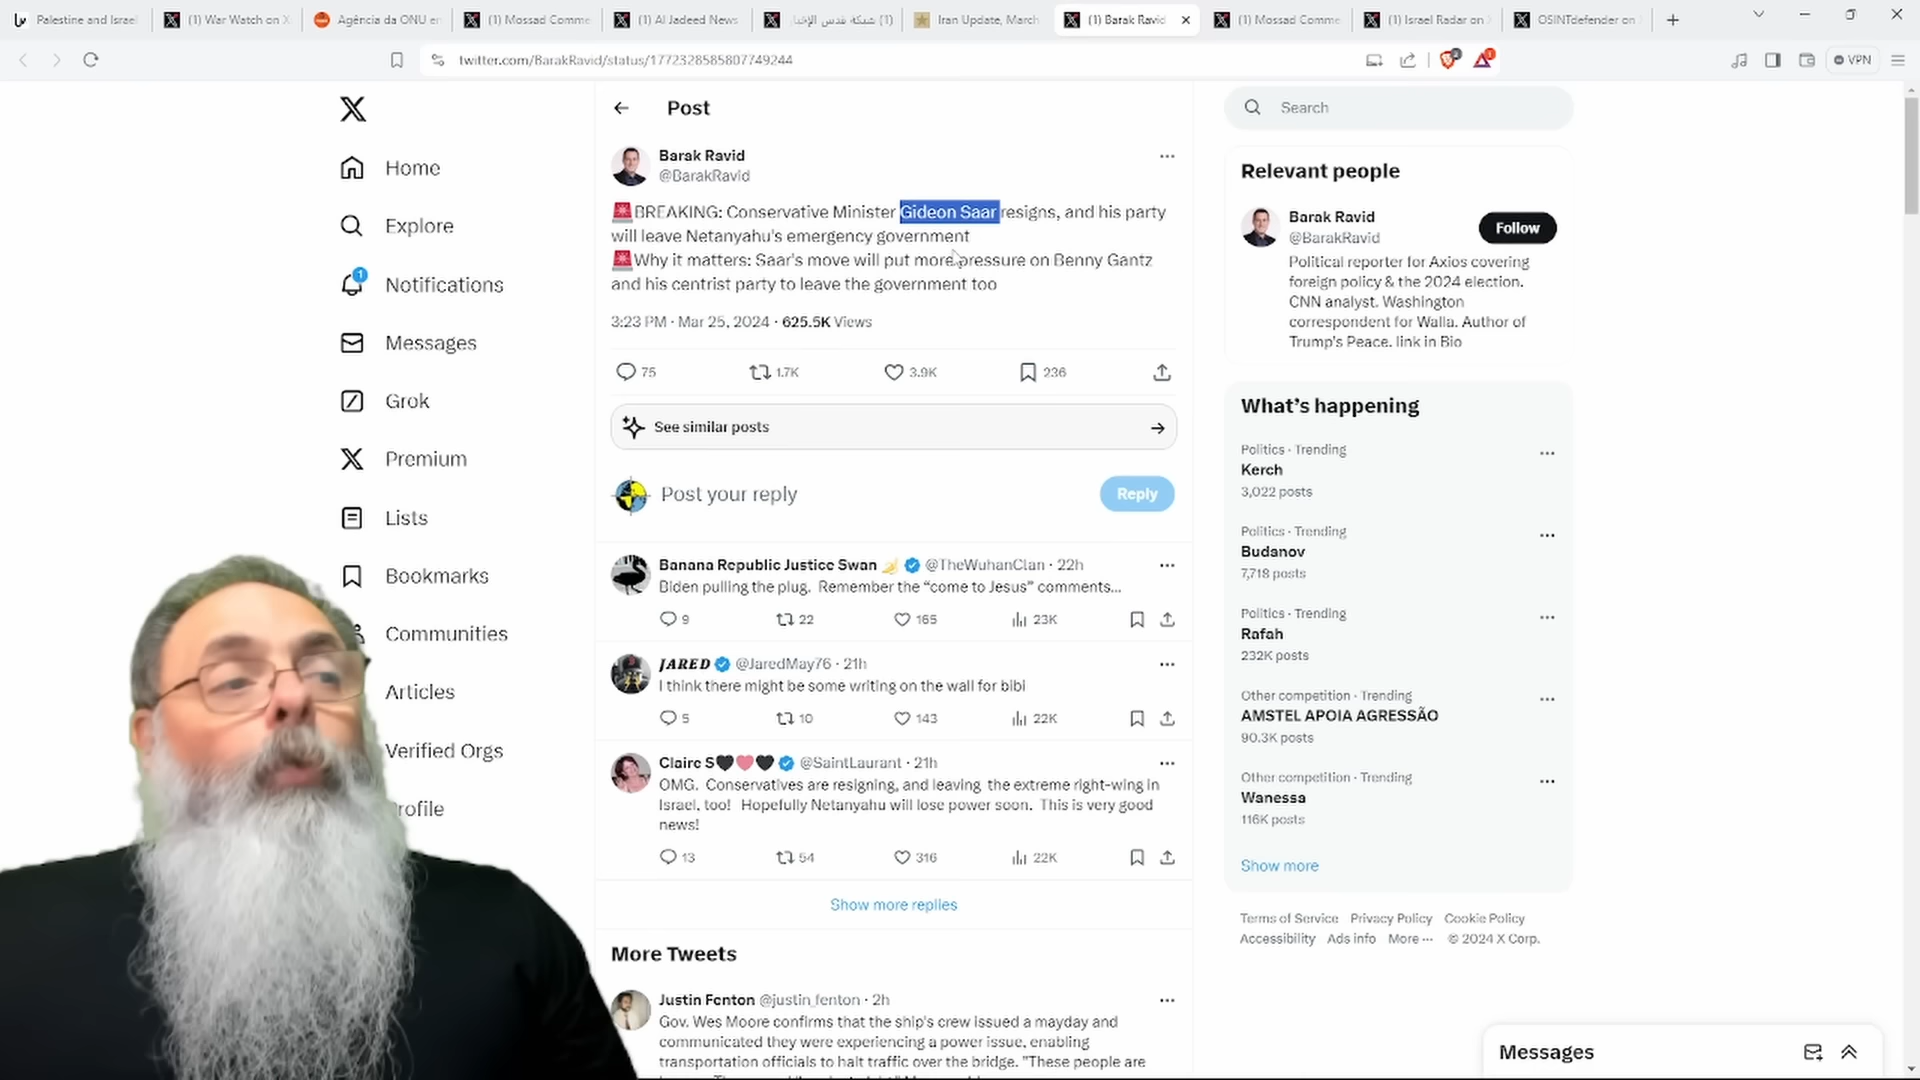 Palestine and Israel
(1) War Watch on X
Agência da ONU en
(1) Mossad Comme
(1) Al Jadeed News
(1) شبكة قدس الإخبار
Iran Update, March
(1) Barak Ravid
(1) Mossad Comme
(1) Israel Radar on X
OSINTdefender on
twitter.com/BarakRavid/status/1772328585807749244
VPN
Home
Explore
1
Notifications
Messages
Grok
Premium
Lists
Bookmarks
Communities
Articles
Verified Orgs
rofile
Post
Barak Ravid
@BarakRavid
BREAKING: Conservative Minister Gideon Saar resigns, and his party
will leave Netanyahu's emergency government
Why it matters: Saar's move will put more pressure on Benny Gantz
and his centrist party to leave the government too
3:23 PM · Mar 25, 2024 · 625.5K Views
75 1.7K 3.9K 236
See similar posts
Post your reply
Reply
Banana Republic Justice Swan @TheWuhanClan · 22h
Biden pulling the plug. Remember the “come to Jesus” comments...
9 22 165 23K
JARED @JaredMay76 · 21h
I think there might be some writing on the wall for bibi
5 10 143 22K
Claire S @SaintLaurant · 21h
OMG. Conservatives are resigning, and leaving the extreme right-wing in
Israel, too! Hopefully Netanyahu will lose power soon. This is very good
news!
13 54 316 22K
Show more replies
More Tweets
Justin Fenton @justin_fenton · 2h
Gov. Wes Moore confirms that the ship's crew issued a mayday and
communicated they were experiencing a power issue, enabling
transportation officials to halt traffic over the bridge. "These people are
Search
Relevant people
Barak Ravid
@BarakRavid
Follow
Political reporter for Axios covering
foreign policy & the 2024 election.
CNN analyst. Washington
correspondent for Walla. Author of
Trump's Peace. link in Bio
What's happening
Politics · Trending
Kerch
3,022 posts
Politics · Trending
Budanov
7,718 posts
Politics · Trending
Rafah
232K posts
Other competition · Trending
AMSTEL APOIA AGRESSÃO
90.3K posts
Other competition · Trending
Wanessa
116K posts
Show more
Terms of Service Privacy Policy Cookie Policy
Accessibility Ads info More ··· © 2024 X Corp.
Messages